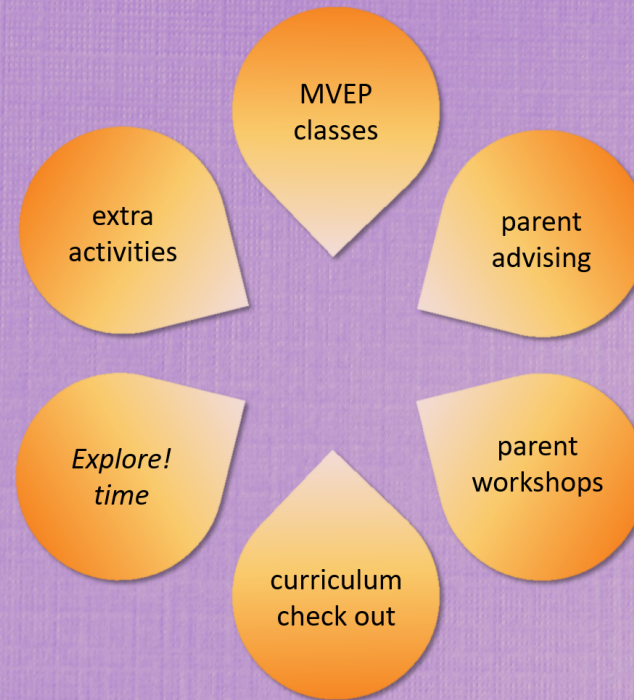 MVEP
classes
parent
advising
parent
workshops
curriculum
check out
Explore!
time
extra
activities